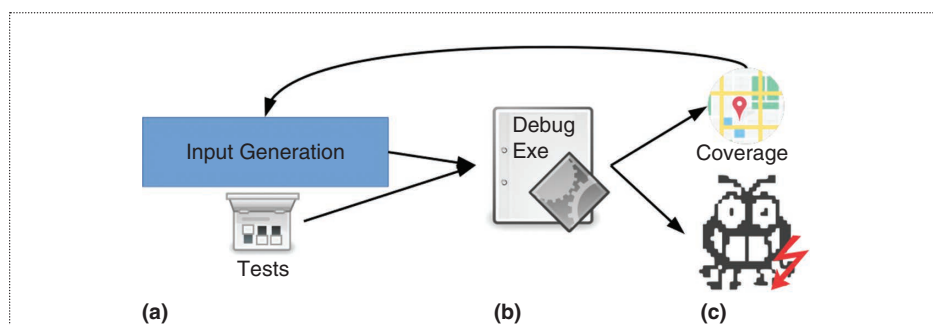 Input Generation
Tests
Debug
Exe
Coverage
(a)
(b)
(c)